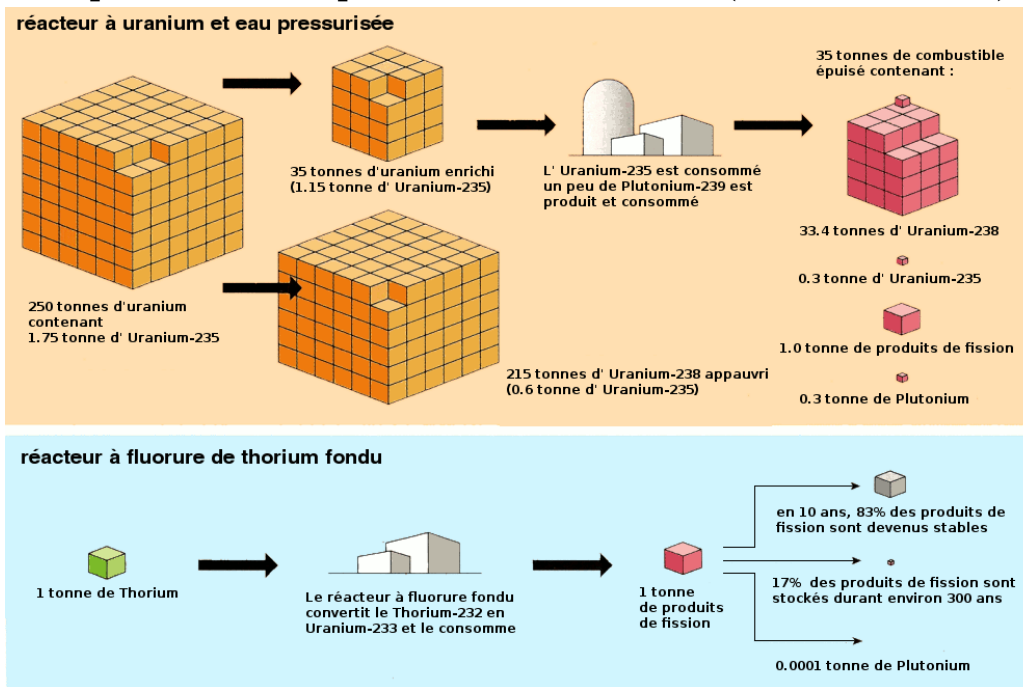 réacteur à uranium et eau pressurisée
35 tonnes d'uranium enrichi
(1.15 tonne d' Uranium-235)
L' Uranium-235 est consommé
un peu de Plutonium-239 est
produit et consommé
35 tonnes de combustible
épuisé contenant :
33.4 tonnes d' Uranium-238
0.3 tonne d' Uranium-235
1.0 tonne de produits de fission
0.3 tonne de Plutonium
250 tonnes d'uranium
contenant
1.75 tonne d' Uranium-235
215 tonnes d' Uranium-238 appauvri
(0.6 tonne d' Uranium-235)
réacteur à fluorure de thorium fondu
1 tonne de Thorium
Le réacteur à fluorure fondu
convertit le Thorium-232 en
Uranium-233 et le consomme
1 tonne
de produits
de fission
en 10 ans, 83% des produits de
fission sont devenus stables
17% des produits de fission sont
stockés durant environ 300 ans
0.0001 tonne de Plutonium